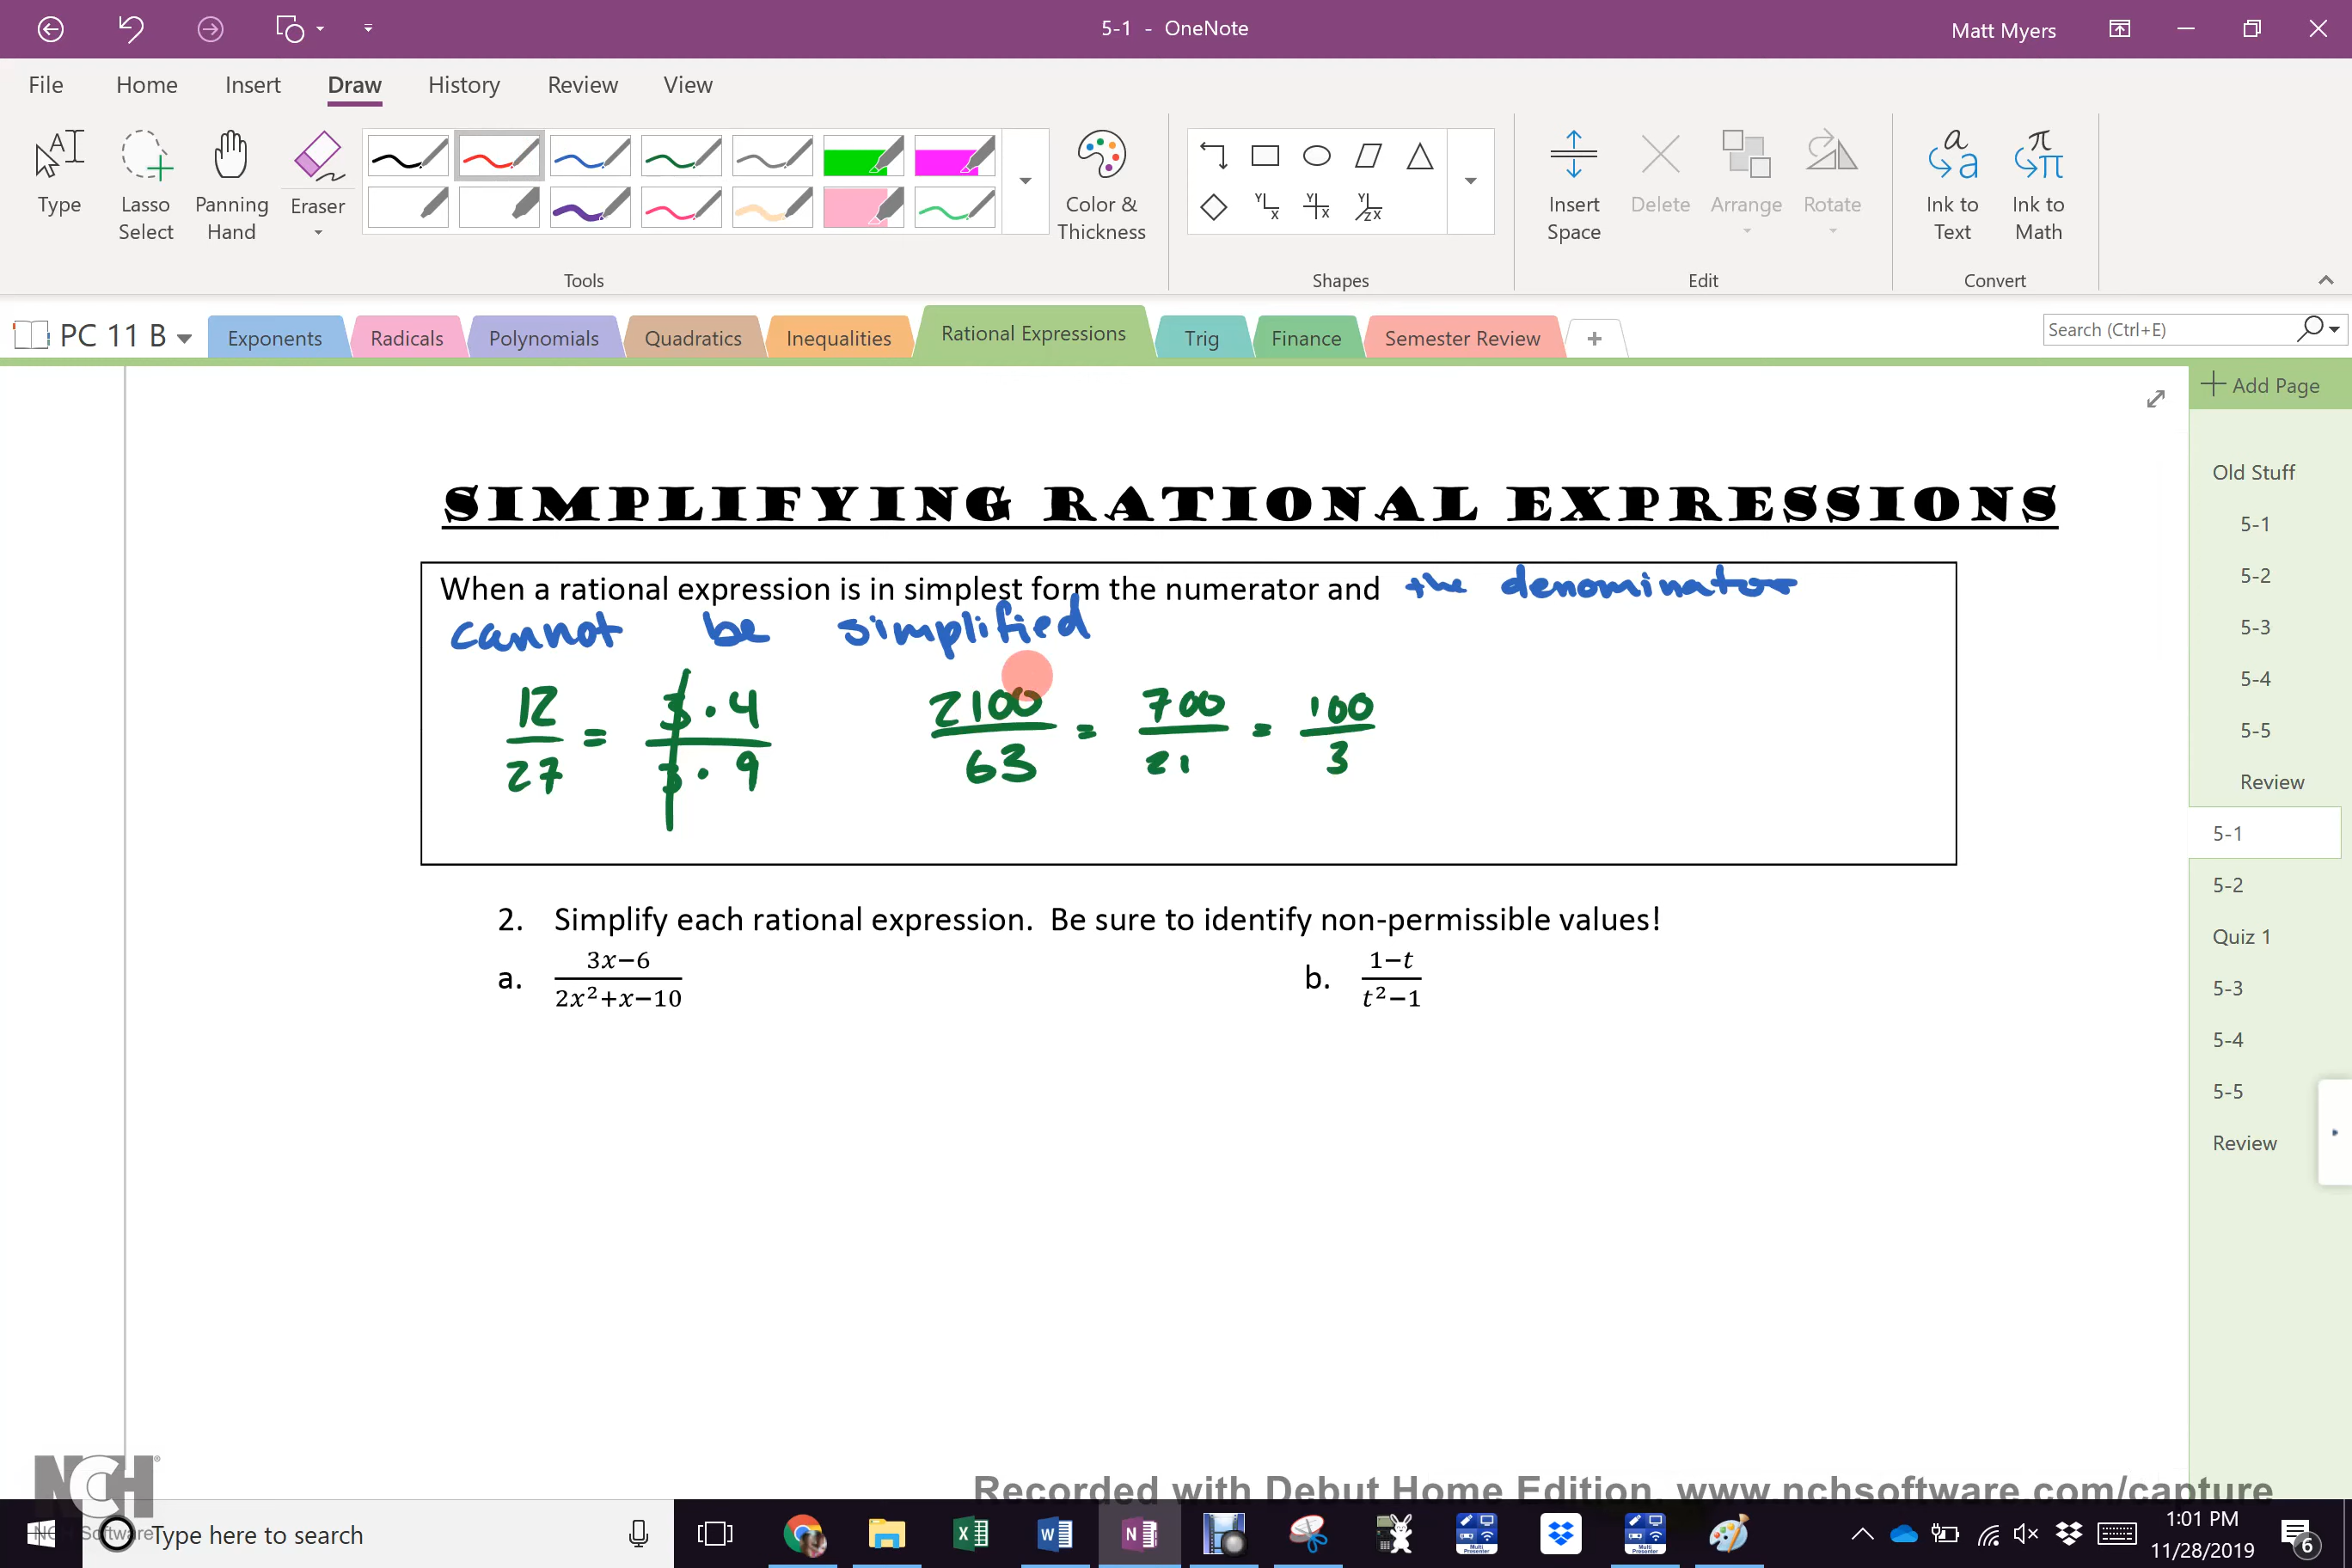 5-1 - OneNote
Matt Myers
File Home Insert Draw History Review View
Type
Lasso Select
Panning Hand
Eraser
Color & Thickness
Tools
Shapes
Insert Space
Delete
Arrange
Rotate
Edit
Ink to Text
Ink to Math
Convert
PC 11 B
Exponents Radicals Polynomials Quadratics Inequalities Rational Expressions Trig Finance Semester Review +
Search (Ctrl+E)
Add Page
Old Stuff
5-1
5-2
5-3
5-4
5-5
Review
5-1
5-2
Quiz 1
5-3
5-4
5-5
Review
SIMPLIFYING RATIONAL EXPRESSIONS
When a rational expression is in simplest form the numerator and the denominator
cannot be simplified
12/27 = 3·4/3·9
2100/63 = 700/21 = 100/3
2. Simplify each rational expression. Be sure to identify non-permissible values!
a. 3x−6/2x²+x−10
b. 1−t/t²−1
NCH
NCH Software
Recorded with Debut Home Edition. www.nchsoftware.com/capture
Type here to search
1:01 PM
11/28/2019
6